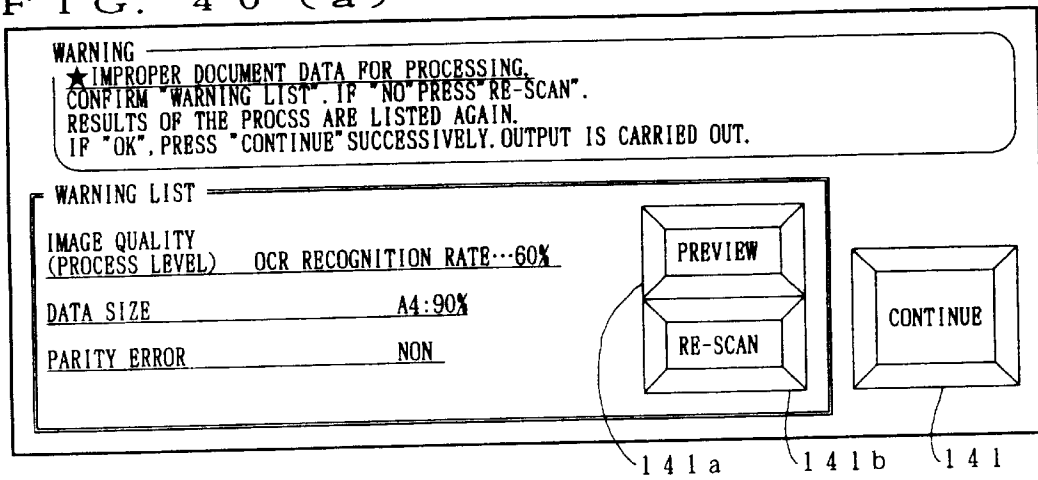 FIG. 40 (a)
WARNING
★IMPROPER DOCUMENT DATA FOR PROCESSING.
CONFIRM "WARNING LIST". IF "NO"PRESS"RE-SCAN".
RESULTS OF THE PROCSS ARE LISTED AGAIN.
IF "OK", PRESS "CONTINUE"SUCCESSIVELY. OUTPUT IS CARRIED OUT.
WARNING LIST
IMAGE QUALITY
(PROCESS LEVEL) OCR RECOGNITION RATE…60%
DATA SIZE A4:90%
PARITY ERROR NON
PREVIEW
RE-SCAN
CONTINUE
141a 141b 141